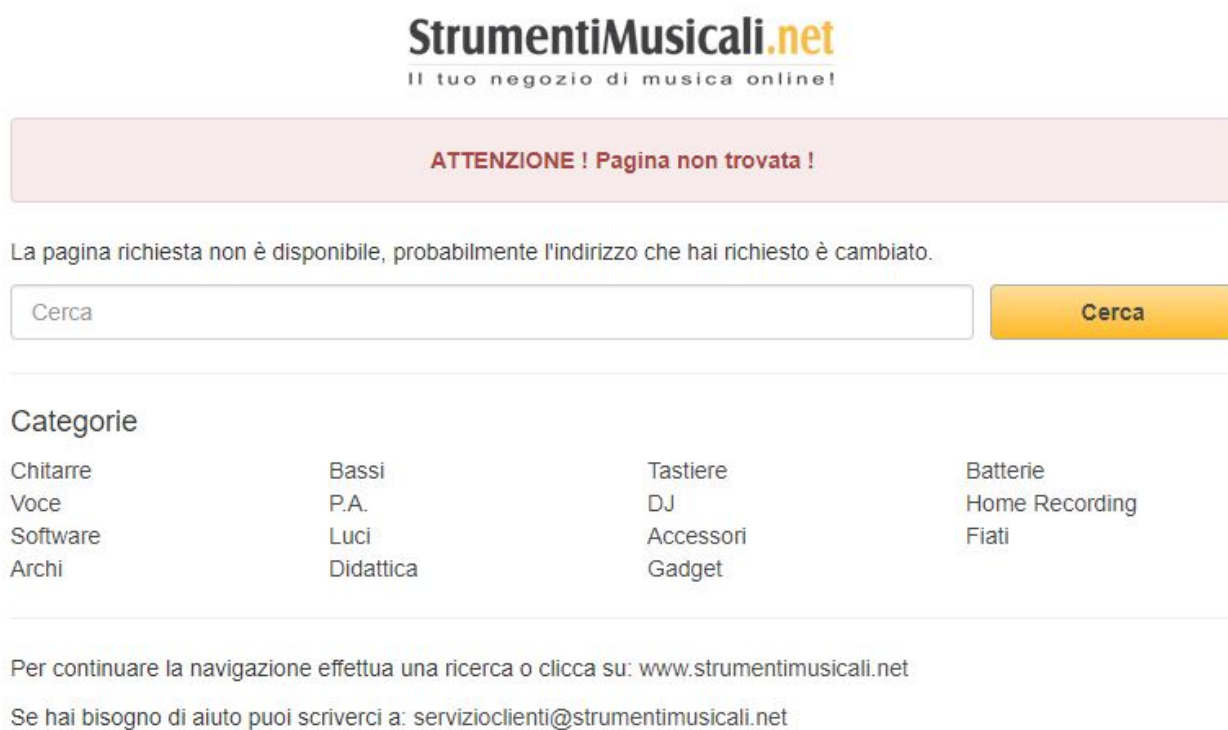 StrumentiMusicali.net
Il tuo negozio di musica online!
ATTENZIONE ! Pagina non trovata !
La pagina richiesta non è disponibile, probabilmente l'indirizzo che hai richiesto è cambiato.
Cerca Cerca
Categorie
Chitarre Bassi Tastiere Batterie
Voce P.A. DJ Home Recording
Software Luci Accessori Fiati
Archi Didattica Gadget
Per continuare la navigazione effettua una ricerca o clicca su: www.strumentimusicali.net
Se hai bisogno di aiuto puoi scriverci a: servizioclienti@strumentimusicali.net